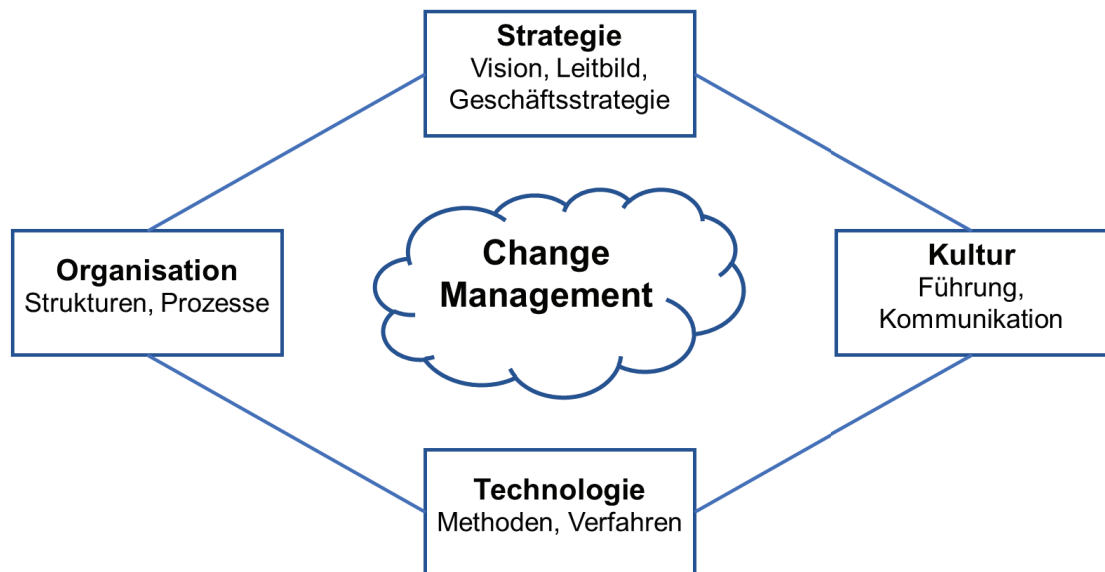 Strategie
Vision, Leitbild,
Geschäftsstrategie
Change
Management
Organisation
Strukturen, Prozesse
Kultur
Führung,
Kommunikation
Technologie
Methoden, Verfahren